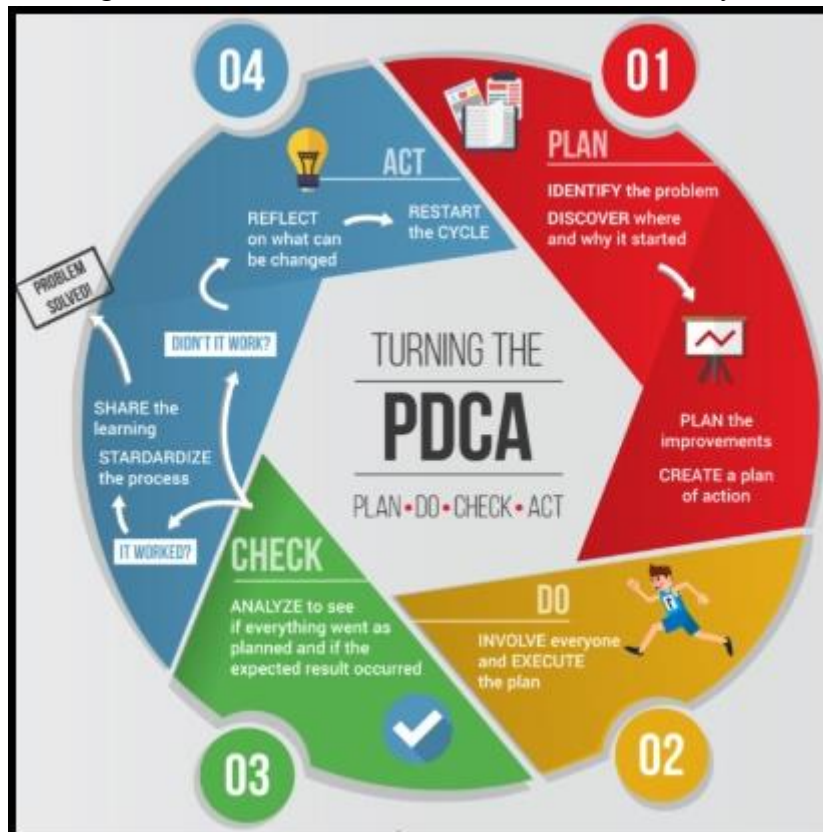 04
01
PLAN
IDENTIFY the problem
DISCOVER where
and why it started
PLAN the
improvements
CREATE a plan
of action
DO
INVOLVE everyone
and EXECUTE
the plan
02
CHECK
ANALYZE to see
if everything went as
planned and if the
expected result occurred
03
ACT
REFLECT
on what can
be changed
RESTART
the CYCLE
DIDN'T IT WORK?
IT WORKED?
SHARE the
learning
STARDARDIZE
the process
PROBLEM
SOLVED!
TURNING THE
PDCA
PLAN•DO•CHECK•ACT